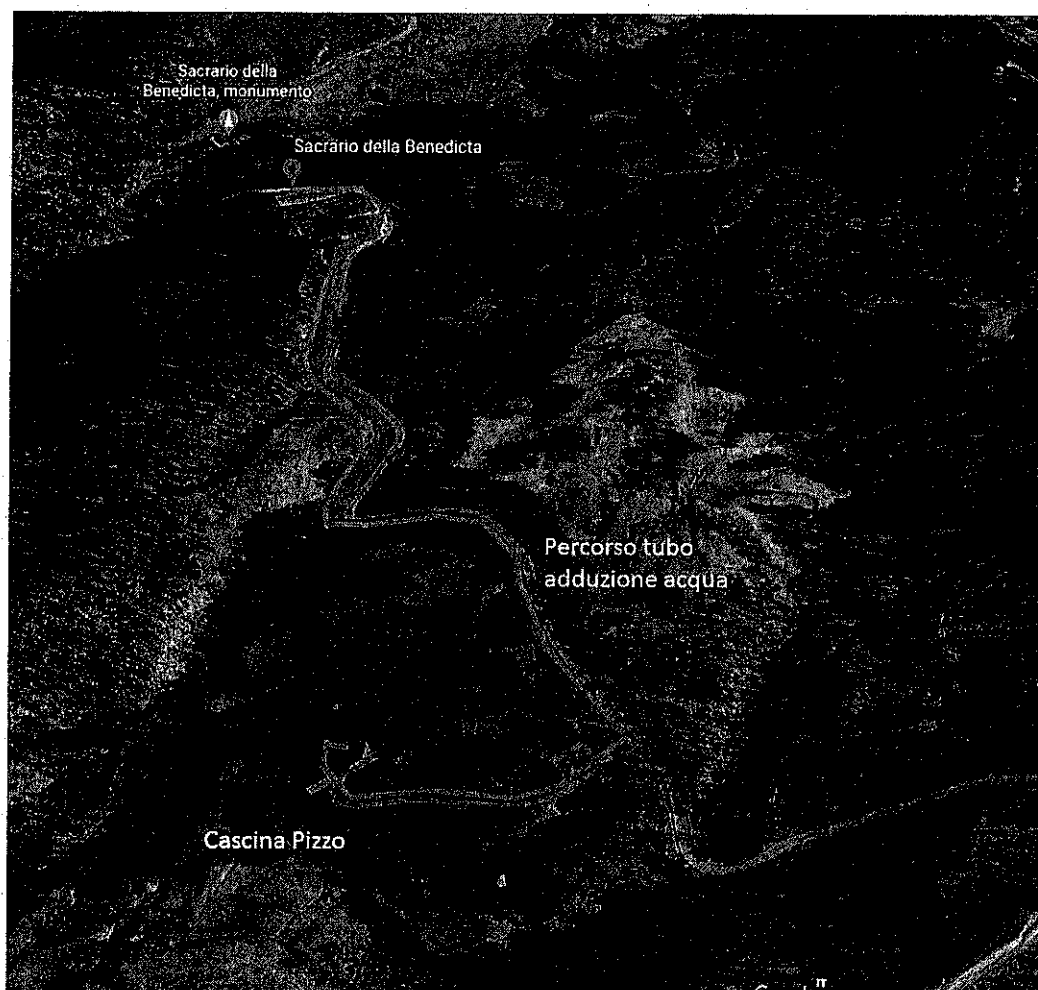 Sacrario della
Benedicta, monumento
Sacrario della Benedicta
Percorso tubo
adduzione acqua
Cascina Pizzo